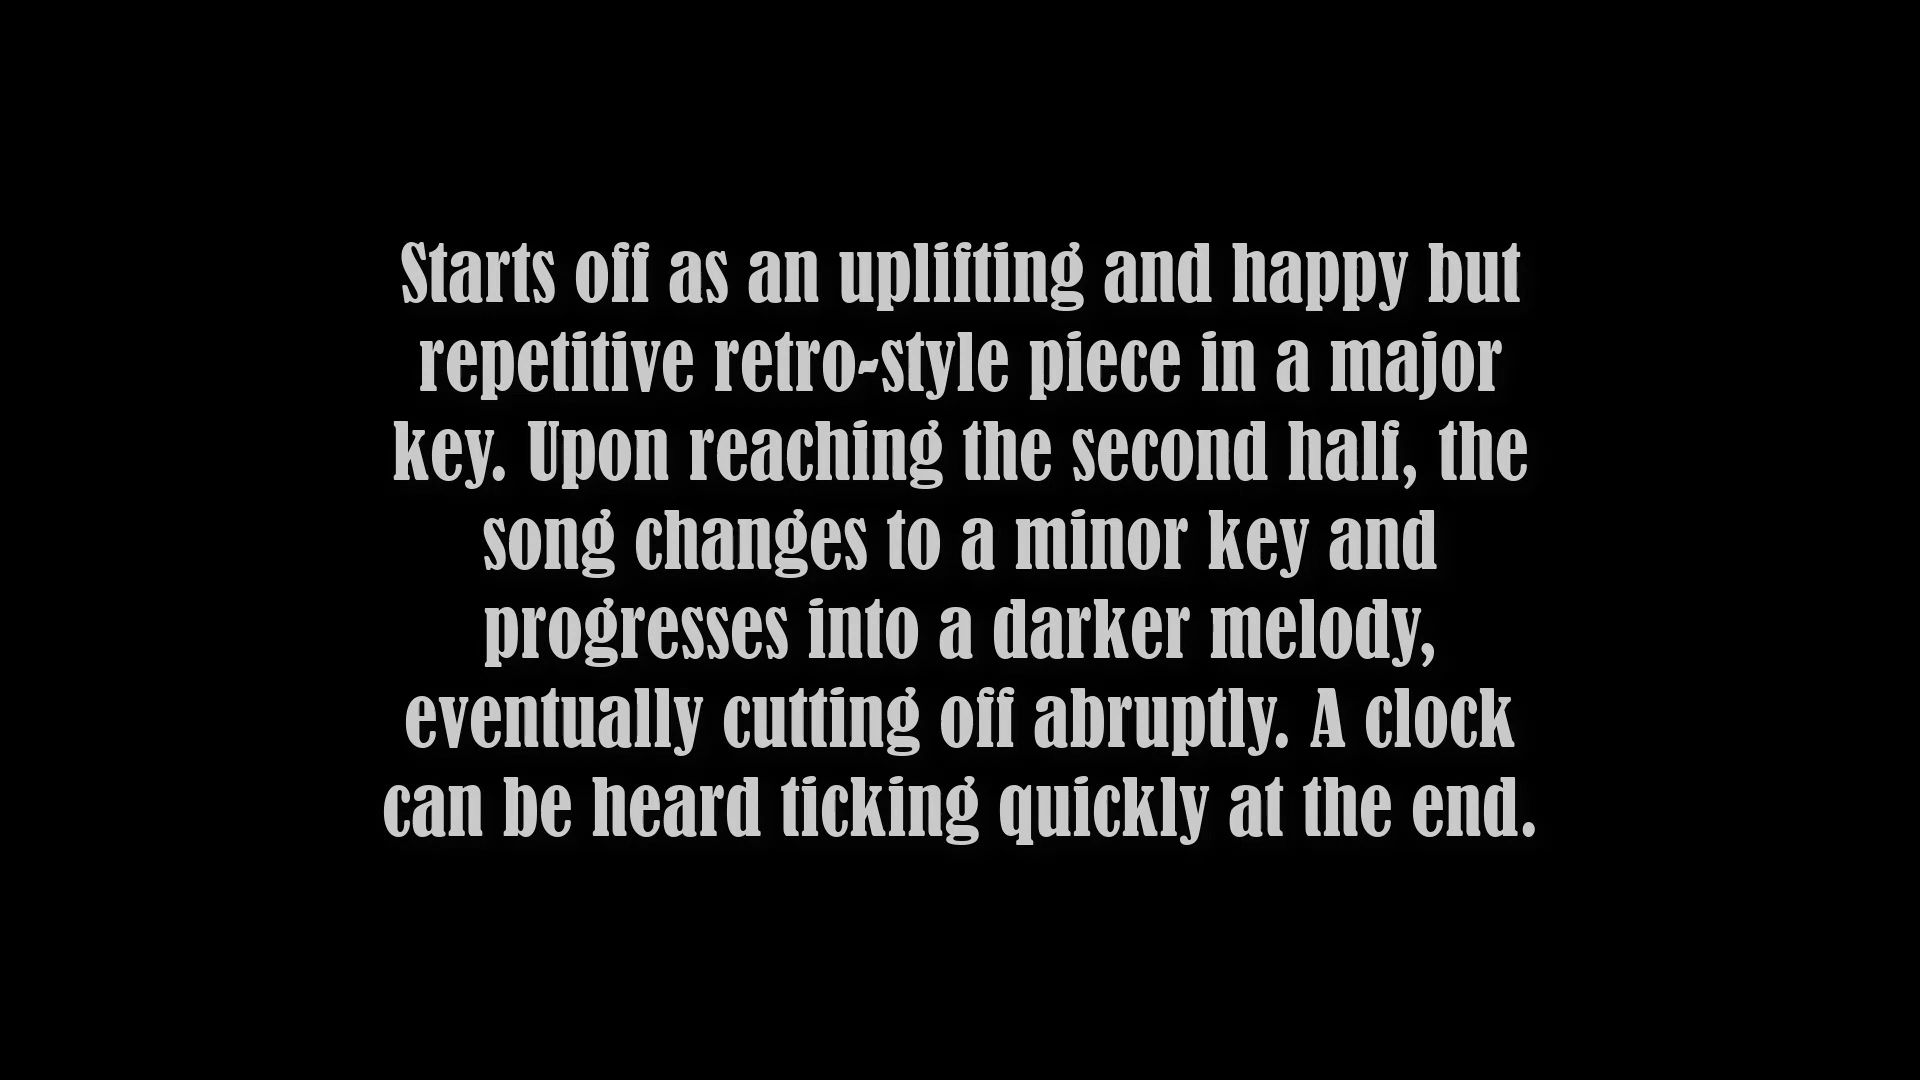 Starts off as an uplifting and happy but
repetitive retro-style piece in a major
key. Upon reaching the second half, the
song changes to a minor key and
progresses into a darker melody,
eventually cutting off abruptly. A clock
can be heard ticking quickly at the end.